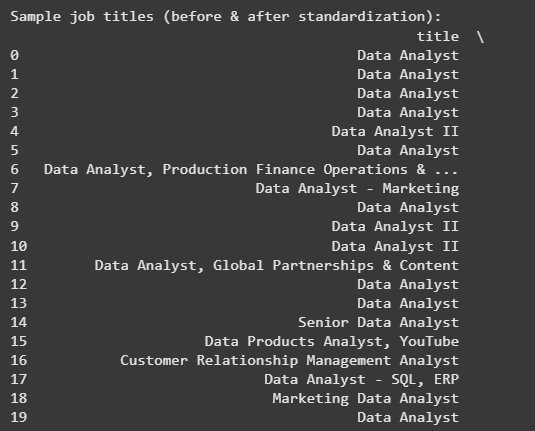 Sample job titles (before & after standardization):
title \
0 Data Analyst
1 Data Analyst
2 Data Analyst
3 Data Analyst
4 Data Analyst II
5 Data Analyst
6 Data Analyst, Production Finance Operations & ...
7 Data Analyst - Marketing
8 Data Analyst
9 Data Analyst II
10 Data Analyst II
11 Data Analyst, Global Partnerships & Content
12 Data Analyst
13 Data Analyst
14 Senior Data Analyst
15 Data Products Analyst, YouTube
16 Customer Relationship Management Analyst
17 Data Analyst - SQL, ERP
18 Marketing Data Analyst
19 Data Analyst